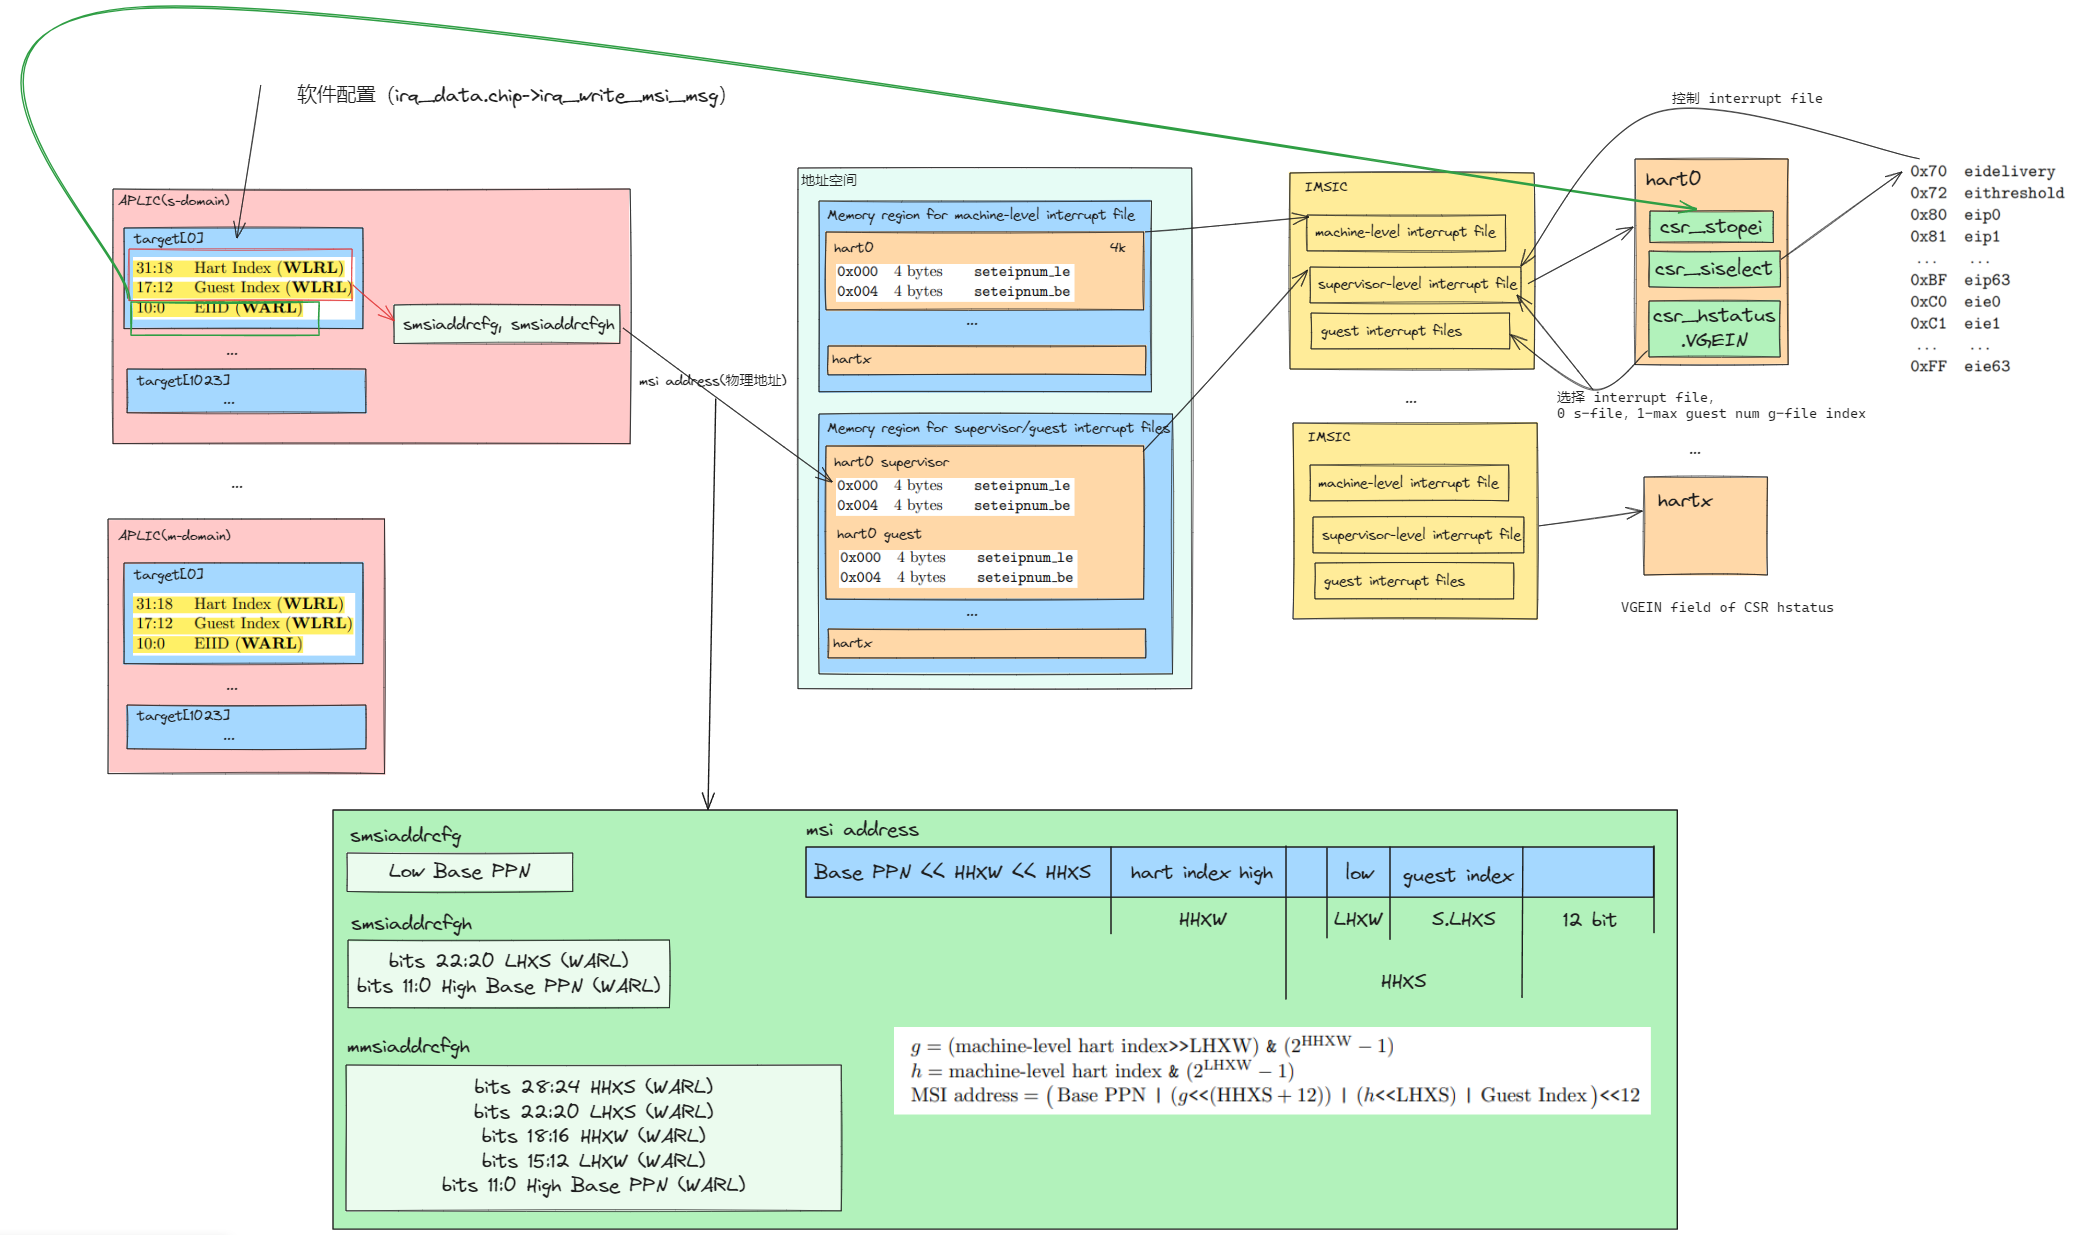 软件配置（irq_data.chip->irq_write_msi_msg）
APLIC(s-domain)
target[0]
31:18 Hart Index (WLRL)
17:12 Guest Index (WLRL)
10:0 EIID (WARL)
...
target[1023]
...
smsiaddrcfg, smsiaddrcfgh
msi address(物理地址)
...
APLIC(m-domain)
target[0]
31:18 Hart Index (WLRL)
17:12 Guest Index (WLRL)
10:0 EIID (WARL)
...
target[1023]
...
地址空间
Memory region for machine-level interrupt file
hart0 4k
0x000 4 bytes seteipnum_le
0x004 4 bytes seteipnum_be
...
hartx
Memory region for supervisor/guest interrupt files
hart0 supervisor
0x000 4 bytes seteipnum_le
0x004 4 bytes seteipnum_be
hart0 guest
0x000 4 bytes seteipnum_le
0x004 4 bytes seteipnum_be
...
hartx
IMSIC
machine-level interrupt file
supervisor-level interrupt file
guest interrupt files
...
IMSIC
machine-level interrupt file
supervisor-level interrupt file
guest interrupt files
控制 interrupt file
hart0
csr_stopei
csr_siselect
csr_hstatus
.VGEIN
0x70 eidelivery
0x72 eithreshold
0x80 eip0
0x81 eip1
... ...
0xBF eip63
0xC0 eie0
0xC1 eie1
... ...
0xFF eie63
选择 interrupt file,
0 s-file, 1-max guest num g-file index
...
hartx
VGEIN field of CSR hstatus
smsiaddrcfg
Low Base PPN
smsiaddrcfgh
bits 22:20 LHXS (WARL)
bits 11:0 High Base PPN (WARL)
mmsiaddrcfgh
bits 28:24 HHXS (WARL)
bits 22:20 LHXS (WARL)
bits 18:16 HHXW (WARL)
bits 15:12 LHXW (WARL)
bits 11:0 High Base PPN (WARL)
msi address
Base PPN << HHXW << HHXS hart index high low guest index
HHXW LHXW S.LHXS 12 bit
HHXS
g = (machine-level hart index>>LHXW) & (2^HHXW − 1)
h = machine-level hart index & (2^LHXW − 1)
MSI address = (Base PPN | (g<<(HHXS + 12)) | (h<<LHXS) | Guest Index)<<12